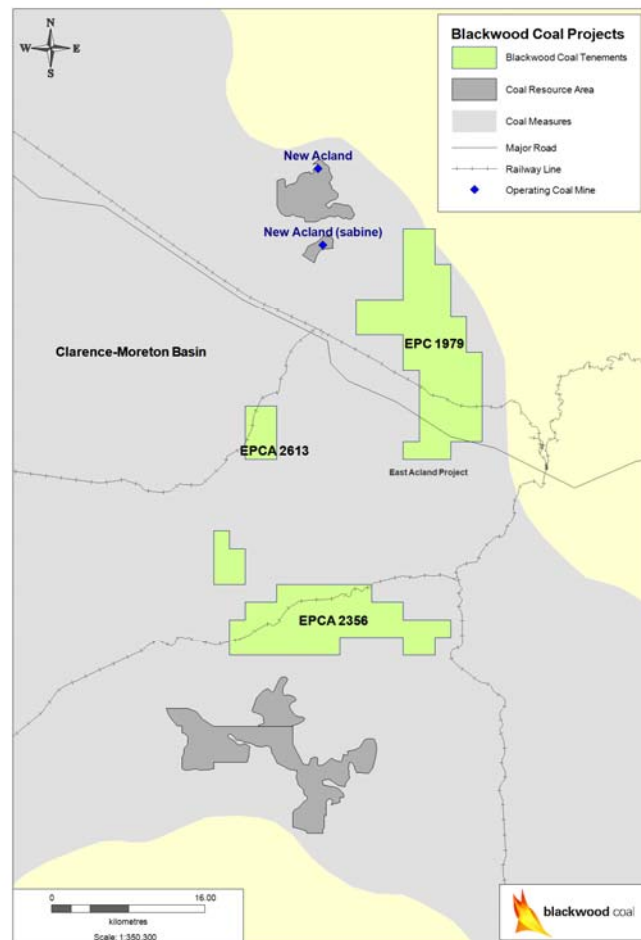 N
W E
S
Blackwood Coal Projects
Blackwood Coal Tenements
Coal Resource Area
Coal Measures
Major Road
Railway Line
Operating Coal Mine
New Acland
New Acland (sabine)
EPC 1979
Clarence-Moreton Basin
EPCA 2613
East Acland Project
EPCA 2356
0 16.00
kilometres
Scale: 1:350,300
blackwood coal